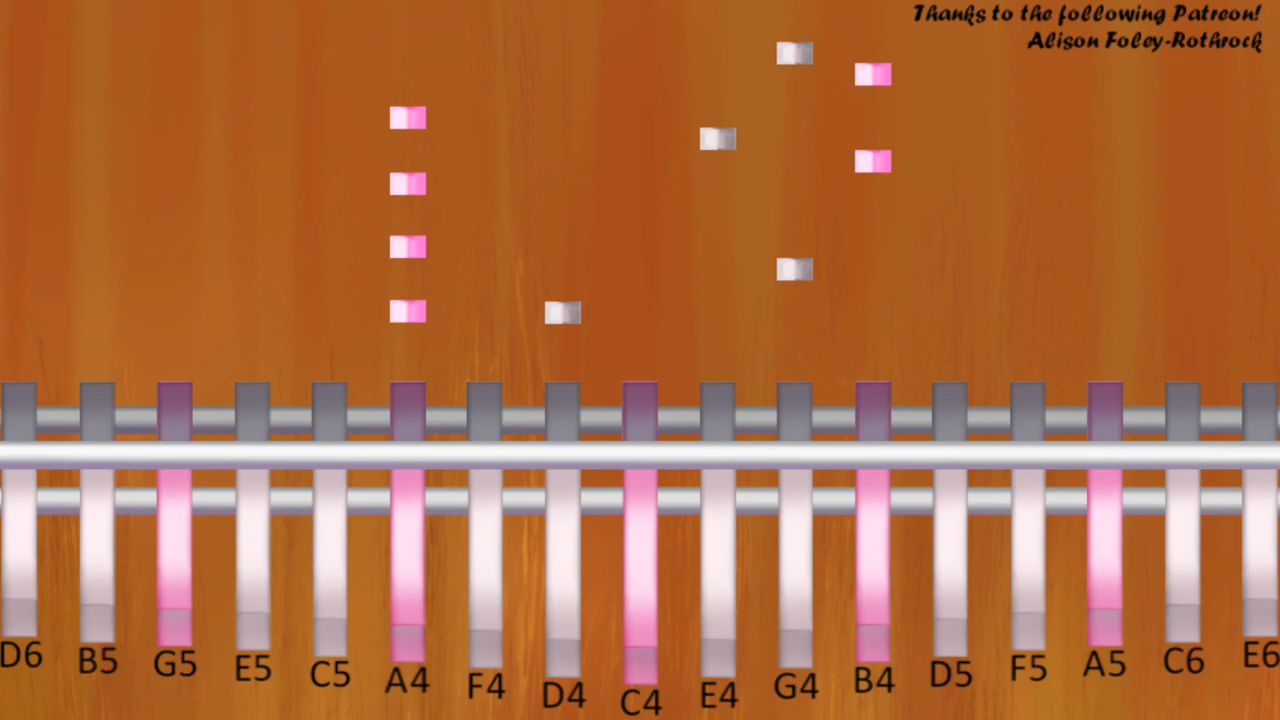 Thanks to the following Patreon!
Alison Foley-Rothrock
D6 B5 G5 E5 C5 A4 F4 D4 C4 E4 G4 B4 D5 F5 A5 C6 E6